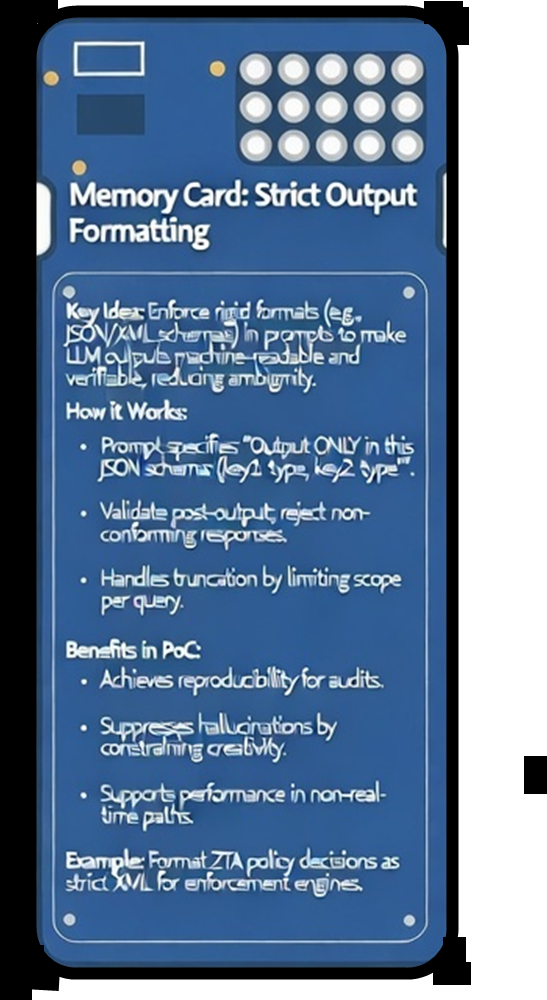 Memory Card: Strict Output
Formatting
Key Idea: Enforce rigid formats (e.g.,
JSON/XML schemas) in prompts to make
LLM outputs machine-readable and
verifiable, reducing ambiguity.
How it Works:
• Prompt specifies "Output ONLY in this
JSON schema (key1 type, key2 type"".
• Validate post-output; reject non-
conforming responses.
• Handles truncation by limiting scope
per query.
Benefits in PoC:
• Achieves reproducibility for audits.
• Suppresses hallucinations by
constraining creativity.
• Supports performance in non-real-
time paths.
Example: Format ZTA policy decisions as
strict XML for enforcement engines.